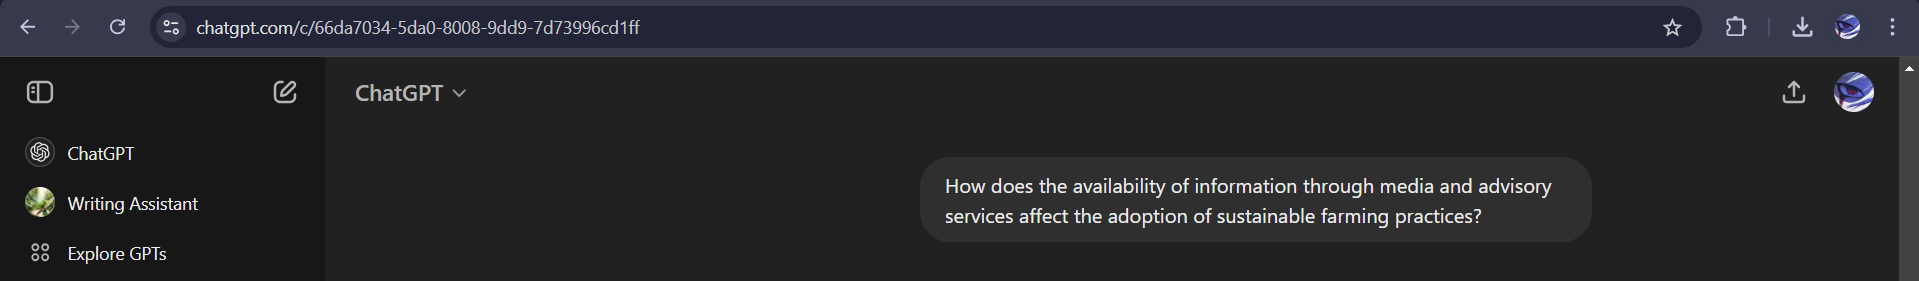 chatgpt.com/c/66da7034-5da0-8008-9dd9-7d73996cd1ff
ChatGPT
ChatGPT
Writing Assistant
Explore GPTs
How does the availability of information through media and advisory
services affect the adoption of sustainable farming practices?